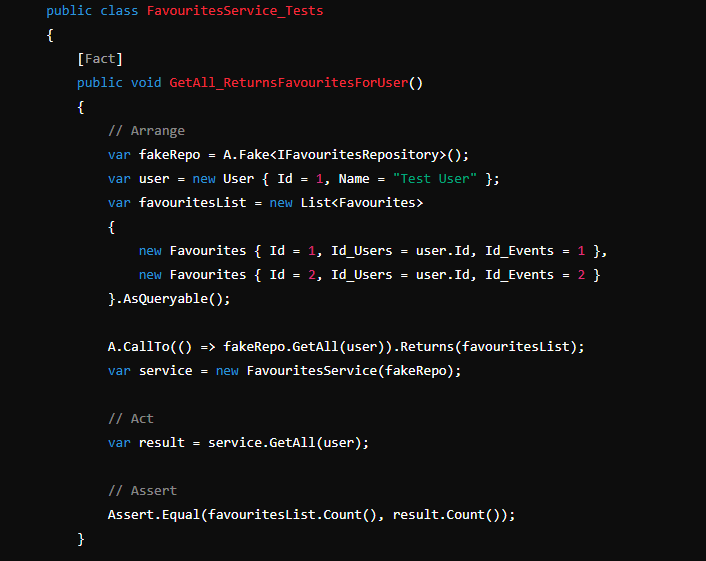 public class FavouritesService_Tests
{
[Fact]
public void GetAll_ReturnsFavouritesForUser()
{
// Arrange
var fakeRepo = A.Fake<IFavouritesRepository>();
var user = new User { Id = 1, Name = "Test User" };
var favouritesList = new List<Favourites>
{
new Favourites { Id = 1, Id_Users = user.Id, Id_Events = 1 },
new Favourites { Id = 2, Id_Users = user.Id, Id_Events = 2 }
}.AsQueryable();
A.CallTo(() => fakeRepo.GetAll(user)).Returns(favouritesList);
var service = new FavouritesService(fakeRepo);
// Act
var result = service.GetAll(user);
// Assert
Assert.Equal(favouritesList.Count(), result.Count());
}